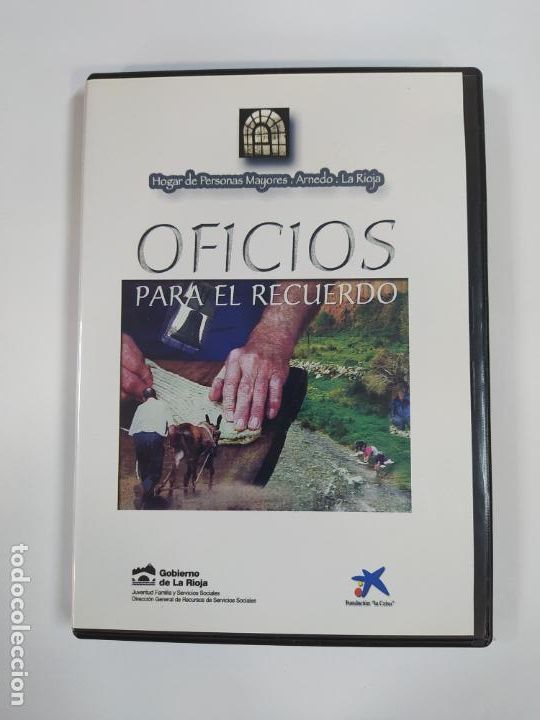 Hogar de Personas Mayores . Arnedo . La Rioja
OFICIOS
PARA EL RECUERDO
Gobierno
de La Rioja
Juventud Familia y Servicios Sociales
Dirección General de Recursos de Servicios Sociales
Fundación "la Caixa"
todocoleccion.net